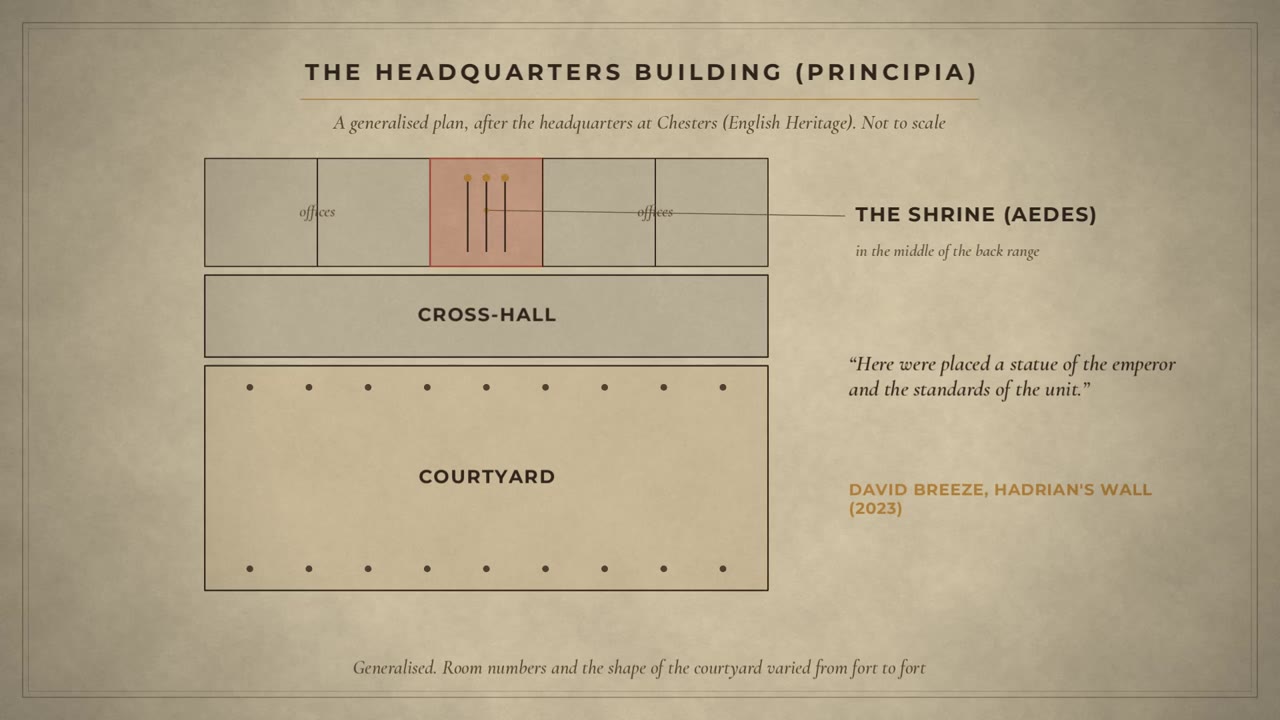 THE HEADQUARTERS BUILDING (PRINCIPIA)
A generalised plan, after the headquarters at Chesters (English Heritage). Not to scale
offices
offices
THE SHRINE (AEDES)
in the middle of the back range
CROSS-HALL
“Here were placed a statue of the emperor
and the standards of the unit.”
COURTYARD
DAVID BREEZE, HADRIAN'S WALL
(2023)
Generalised. Room numbers and the shape of the courtyard varied from fort to fort